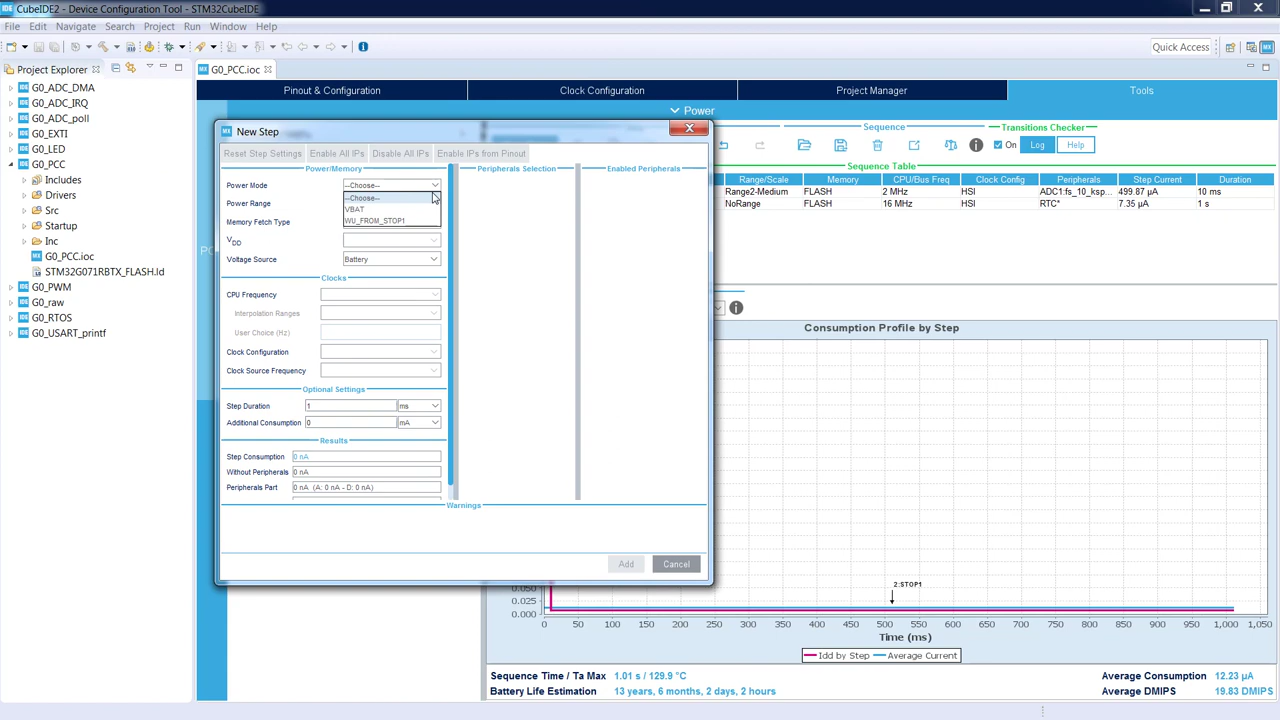 CubeIDE2 - Device Configuration Tool - STM32CubeIDE
File Edit Navigate Search Project Run Window Help
Quick Access
Project Explorer
G0_PCC.ioc
G0_ADC_DMA
G0_ADC_IRQ
G0_ADC_poll
G0_EXTI
G0_LED
G0_PCC
Includes
Drivers
Src
Startup
Inc
G0_PCC.ioc
STM32G071RBTX_FLASH.ld
G0_PWM
G0_raw
G0_RTOS
G0_USART_printf
Pinout & Configuration Clock Configuration Project Manager Tools
Power
New Step
Reset Step Settings Enable All IPs Disable All IPs Enable IPs from Pinout
Power/Memory Peripherals Selection Enabled Peripherals
Power Mode --Choose--
--Choose--
Power Range
VBAT
Memory Fetch Type WU_FROM_STOP1
VDD
Voltage Source Battery
Clocks
CPU Frequency
Interpolation Ranges
User Choice (Hz)
Clock Configuration
Clock Source Frequency
Optional Settings
Step Duration 1 ms
Additional Consumption 0 mA
Results
Step Consumption 0 nA
Without Peripherals 0 nA
Peripherals Part 0 nA (A: 0 nA - D: 0 nA)
Warnings
Add Cancel
Sequence Transitions Checker
On Log Help
Sequence Table
Range/Scale Memory CPU/Bus Freq Clock Config Peripherals Step Current Duration
Range2-Medium FLASH 2 MHz HSI ADC1:fs_10_ksp... 499.87 µA 10 ms
NoRange FLASH 16 MHz HSI RTC* 7.35 µA 1 s
Consumption Profile by Step
2:STOP1
0.050
0.025
0.000
0 50 100 150 200 250 300 350 400 450 500 550 600 650 700 750 800 850 900 950 1,000 1,050
Time (ms)
Idd by Step Average Current
Sequence Time / Ta Max 1.01 s / 129.9 °C Average Consumption 12.23 µA
Battery Life Estimation 13 years, 6 months, 2 days, 2 hours Average DMIPS 19.83 DMIPS